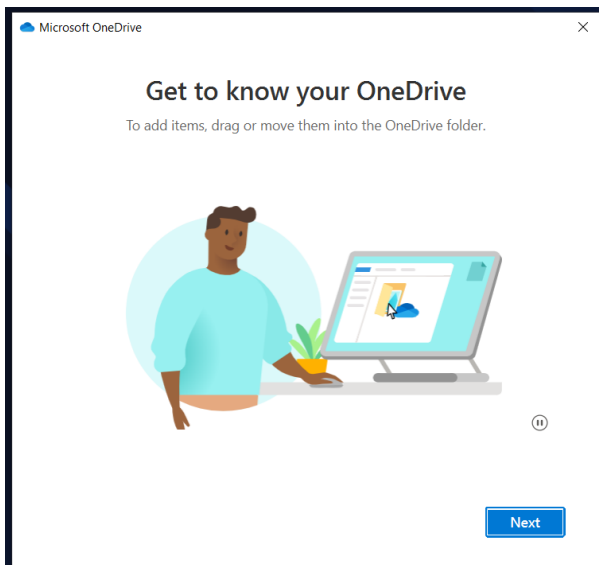 Microsoft OneDrive
Get to know your OneDrive
To add items, drag or move them into the OneDrive folder.
Next